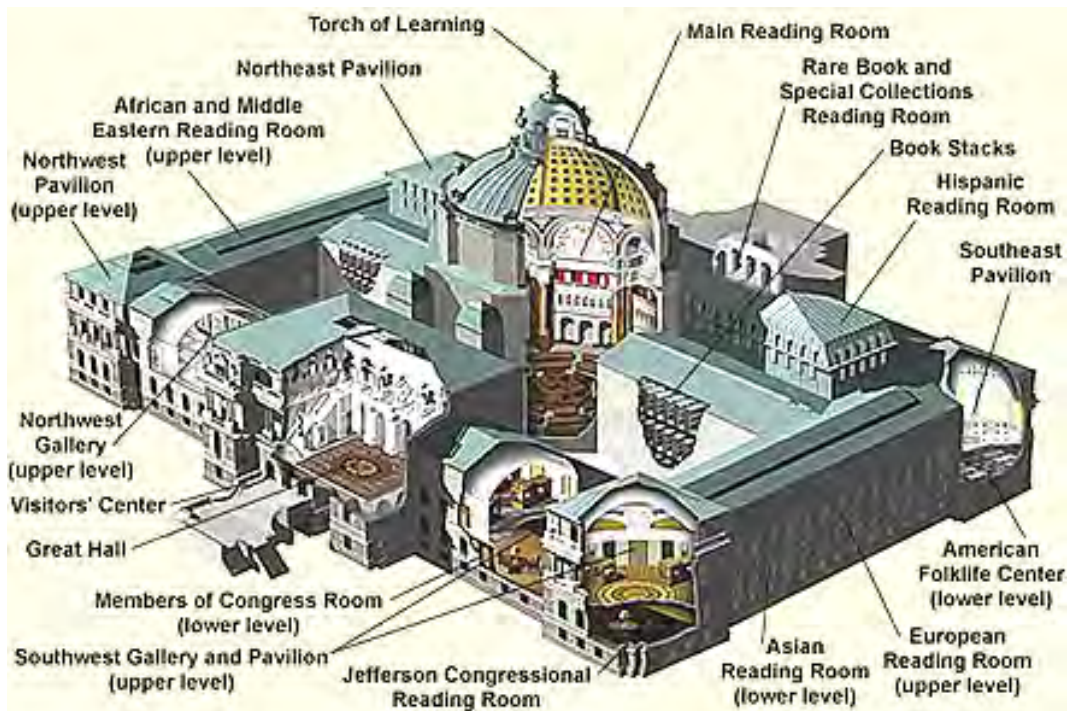 Torch of Learning
Main Reading Room
Northeast Pavilion
Rare Book and
Special Collections
Reading Room
African and Middle
Eastern Reading Room
(upper level)
Book Stacks
Northwest
Pavilion
(upper level)
Hispanic
Reading Room
Southeast
Pavilion
Northwest
Gallery
(upper level)
Visitors' Center
Great Hall
Members of Congress Room
(lower level)
Southwest Gallery and Pavilion
(upper level)
Jefferson Congressional
Reading Room
Asian
Reading Room
(lower level)
European
Reading Room
(upper level)
American
Folklife Center
(lower level)